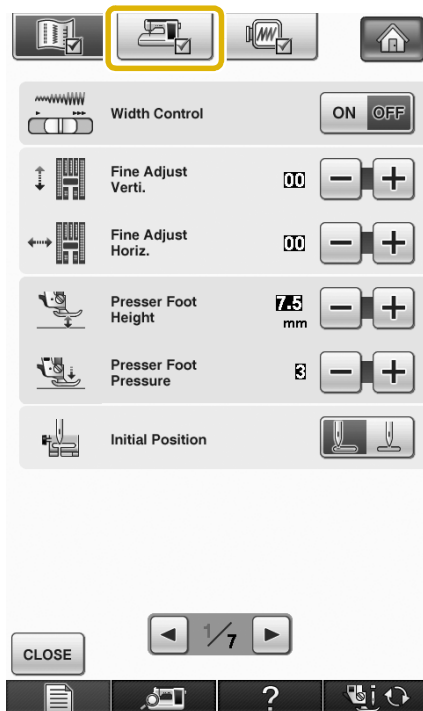 Width Control
ON OFF
Fine Adjust
Verti.
00
Fine Adjust
Horiz.
00
Presser Foot
Height
7.5
mm
Presser Foot
Pressure
3
Initial Position
1/7
CLOSE
?